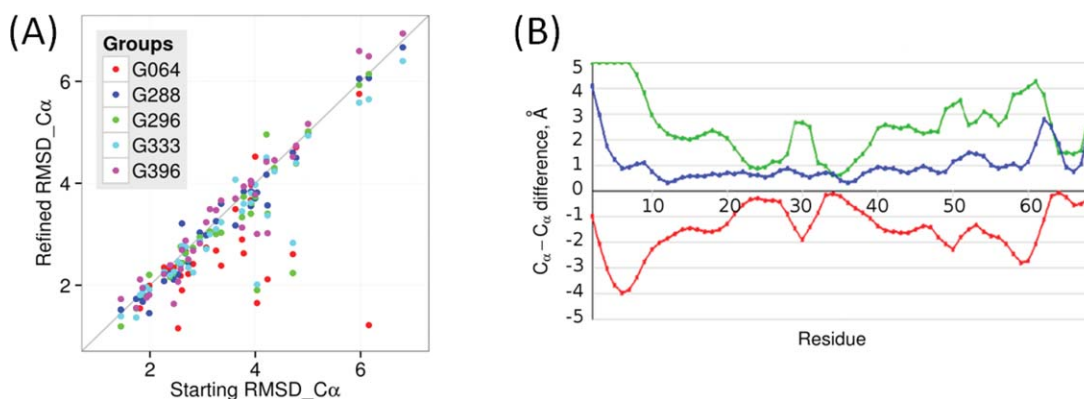 (A)
Groups
G064
G288
G296
G333
G396
Refined RMSD_Cα
6
4
2
2 4 6
Starting RMSD_Cα
(B)
Cα−Cα difference, Å
5
4
3
2
1
0
-1
-2
-3
-4
-5
10 20 30 40 50 60
Residue